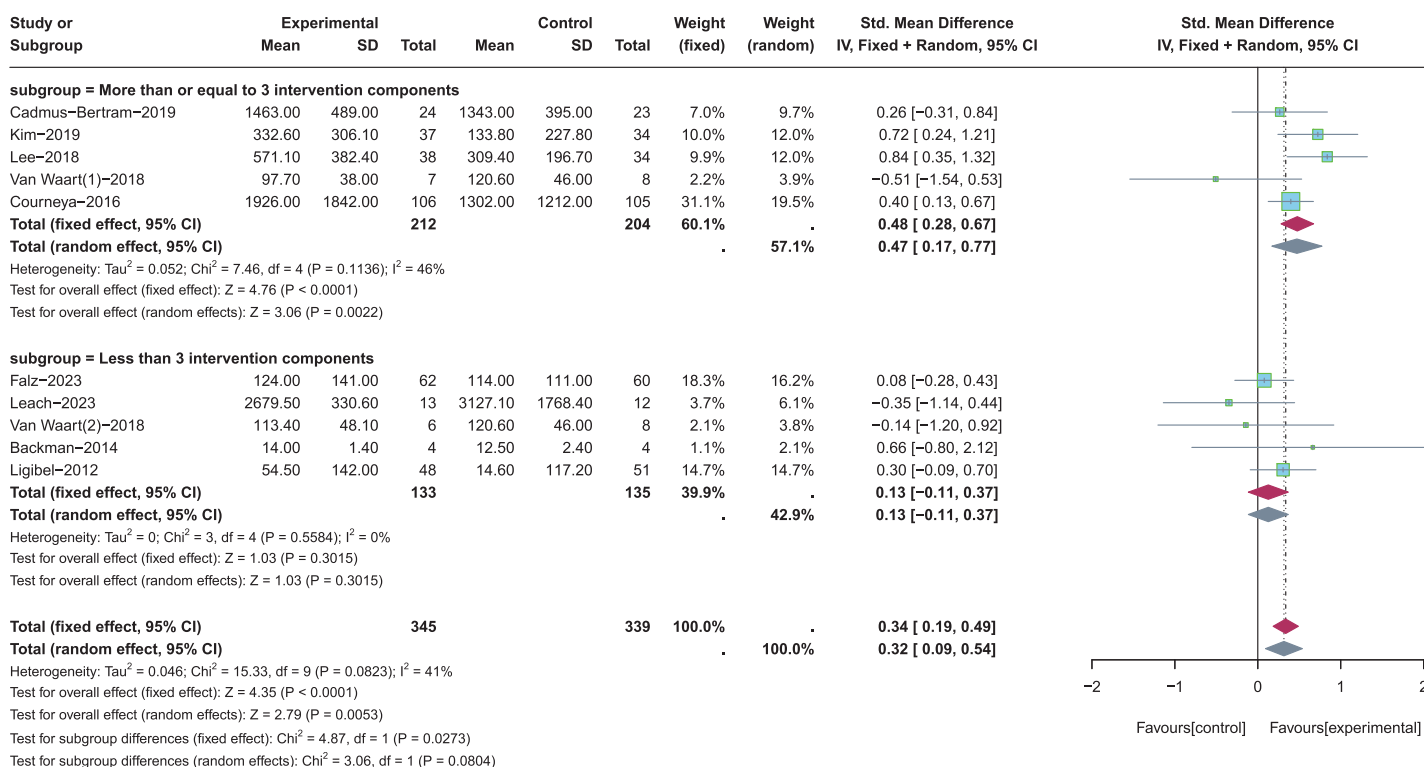 Study or Experimental Control Weight Weight Std. Mean Difference Std. Mean Difference
Subgroup Mean SD Total Mean SD Total (fixed) (random) IV, Fixed + Random, 95% CI IV, Fixed + Random, 95% CI
subgroup = More than or equal to 3 intervention components
Cadmus−Bertram−2019 1463.00 489.00 24 1343.00 395.00 23 7.0% 9.7% 0.26 [−0.31, 0.84]
Kim−2019 332.60 306.10 37 133.80 227.80 34 10.0% 12.0% 0.72 [ 0.24, 1.21]
Lee−2018 571.10 382.40 38 309.40 196.70 34 9.9% 12.0% 0.84 [ 0.35, 1.32]
Van Waart(1)−2018 97.70 38.00 7 120.60 46.00 8 2.2% 3.9% −0.51 [−1.54, 0.53]
Courneya−2016 1926.00 1842.00 106 1302.00 1212.00 105 31.1% 19.5% 0.40 [ 0.13, 0.67]
Total (fixed effect, 95% CI) 212 204 60.1% . 0.48 [ 0.28, 0.67]
Total (random effect, 95% CI) . 57.1% 0.47 [ 0.17, 0.77]
Heterogeneity: Tau² = 0.052; Chi² = 7.46, df = 4 (P = 0.1136); I² = 46%
Test for overall effect (fixed effect): Z = 4.76 (P < 0.0001)
Test for overall effect (random effects): Z = 3.06 (P = 0.0022)
subgroup = Less than 3 intervention components
Falz−2023 124.00 141.00 62 114.00 111.00 60 18.3% 16.2% 0.08 [−0.28, 0.43]
Leach−2023 2679.50 330.60 13 3127.10 1768.40 12 3.7% 6.1% −0.35 [−1.14, 0.44]
Van Waart(2)−2018 113.40 48.10 6 120.60 46.00 8 2.1% 3.8% −0.14 [−1.20, 0.92]
Backman−2014 14.00 1.40 4 12.50 2.40 4 1.1% 2.1% 0.66 [−0.80, 2.12]
Ligibel−2012 54.50 142.00 48 14.60 117.20 51 14.7% 14.7% 0.30 [−0.09, 0.70]
Total (fixed effect, 95% CI) 133 135 39.9% . 0.13 [−0.11, 0.37]
Total (random effect, 95% CI) . 42.9% 0.13 [−0.11, 0.37]
Heterogeneity: Tau² = 0; Chi² = 3, df = 4 (P = 0.5584); I² = 0%
Test for overall effect (fixed effect): Z = 1.03 (P = 0.3015)
Test for overall effect (random effects): Z = 1.03 (P = 0.3015)
Total (fixed effect, 95% CI) 345 339 100.0% . 0.34 [ 0.19, 0.49]
Total (random effect, 95% CI) . 100.0% 0.32 [ 0.09, 0.54]
Heterogeneity: Tau² = 0.046; Chi² = 15.33, df = 9 (P = 0.0823); I² = 41%
Test for overall effect (fixed effect): Z = 4.35 (P < 0.0001)
Test for overall effect (random effects): Z = 2.79 (P = 0.0053)
Test for subgroup differences (fixed effect): Chi² = 4.87, df = 1 (P = 0.0273)
Test for subgroup differences (random effects): Chi² = 3.06, df = 1 (P = 0.0804)
−2 −1 0 1 2
Favours[control] Favours[experimental]